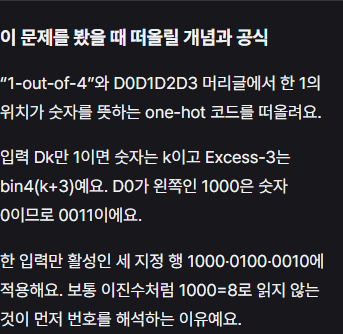 이 문제를 봤을 때 떠올릴 개념과 공식
“1-out-of-4”와 D0D1D2D3 머리글에서 한 1의
위치가 숫자를 뜻하는 one-hot 코드를 떠올려요.
입력 Dk만 1이면 숫자는 k이고 Excess-3는
bin4(k+3)예요. D0가 왼쪽인 1000은 숫자
0이므로 0011이에요.
한 입력만 활성인 세 지정 행 1000·0100·0010에
적용해요. 보통 이진수처럼 1000=8로 읽지 않는
것이 먼저 번호를 해석하는 이유예요.